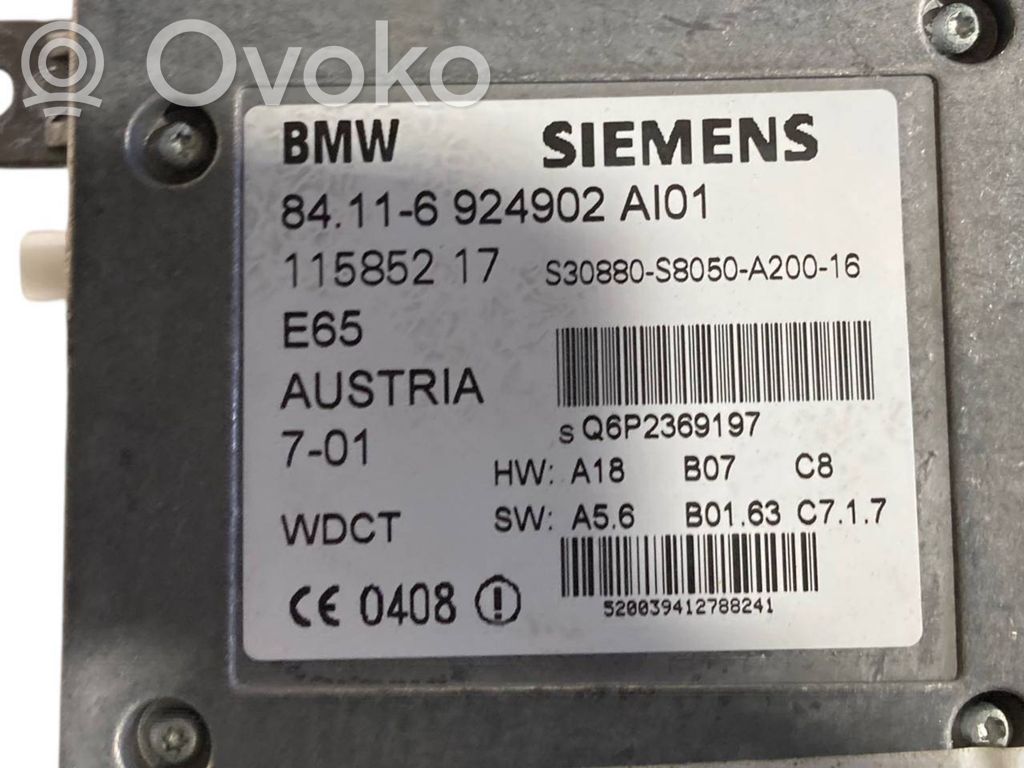 Ovoko
BMW SIEMENS
84.11-6 924902 AI01
115852 17 S30880-S8050-A200-16
E65
AUSTRIA
s Q6P2369197
7-01
HW: A18 B07 C8
WDCT SW: A5.6 B01.63 C7.1.7
CE 0408
520039412788241